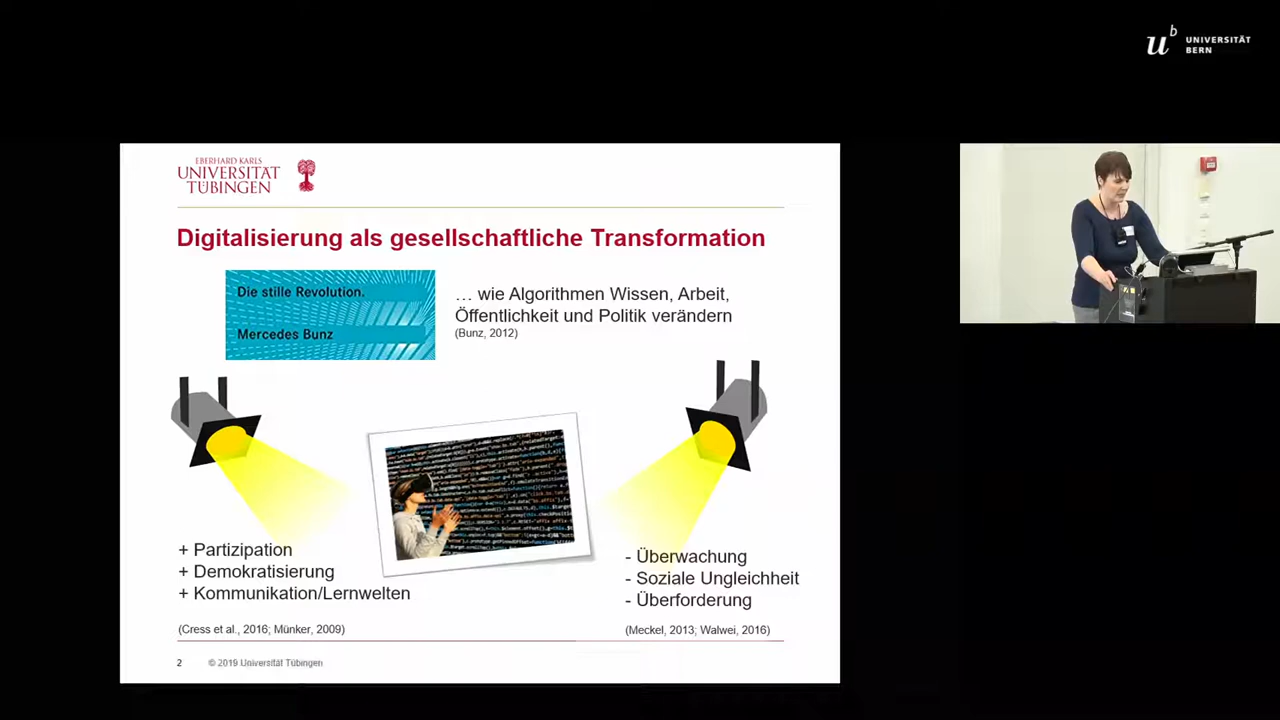 u
b
UNIVERSITÄT
BERN
EBERHARD KARLS
UNIVERSITÄT
TÜBINGEN
Digitalisierung als gesellschaftliche Transformation
Die stille Revolution.
Mercedes Bunz
… wie Algorithmen Wissen, Arbeit,
Öffentlichkeit und Politik verändern
(Bunz, 2012)
+ Partizipation
+ Demokratisierung
+ Kommunikation/Lernwelten
(Cress et al., 2016; Münker, 2009)
- Überwachung
- Soziale Ungleichheit
- Überforderung
(Meckel, 2013; Walwei, 2016)
2
© 2019 Universität Tübingen